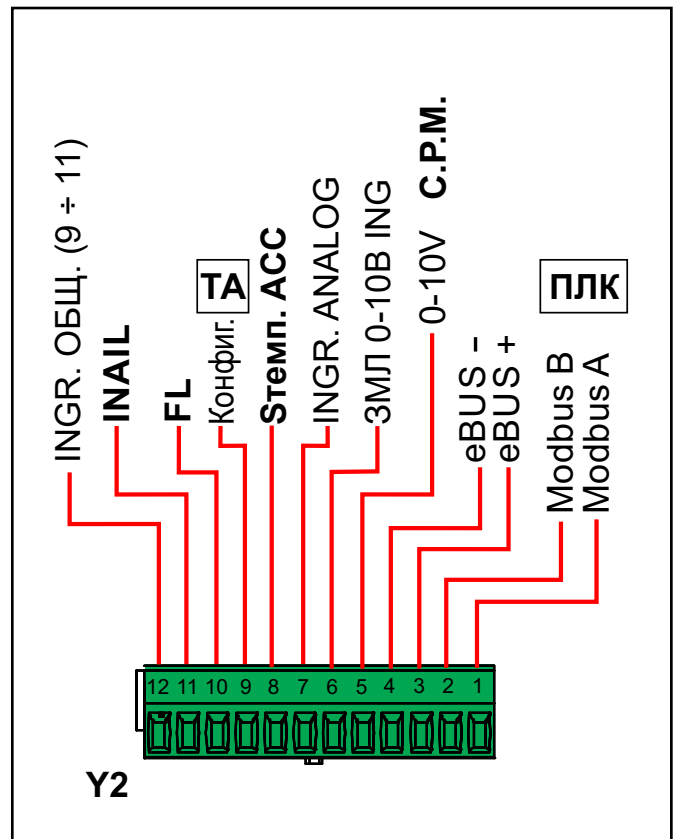 INGR. ОБЩ. (9 ÷ 11)
INAIL
FL
TA
Конфиг.
Sтемп. ACC
INGR. ANALOG
ЗМЛ 0-10В ING
0-10V C.P.M.
eBUS −
eBUS +
ПЛК
Modbus B
Modbus A
12 11 10 9 8 7 6 5 4 3 2 1
Y2